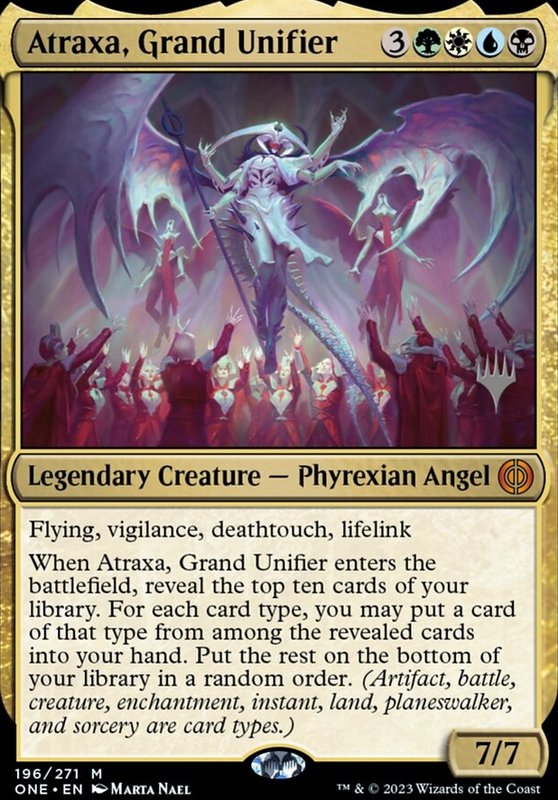 Atraxa, Grand Unifier 3
Legendary Creature — Phyrexian Angel
Flying, vigilance, deathtouch, lifelink
When Atraxa, Grand Unifier enters the
battlefield, reveal the top ten cards of your
library. For each card type, you may put a card
of that type from among the revealed cards
into your hand. Put the rest on the bottom of
your library in a random order. (Artifact, battle,
creature, enchantment, instant, land, planeswalker,
and sorcery are card types.)
7/7
196/271 M
ONE • EN Marta Nael
™ & © 2023 Wizards of the Coast